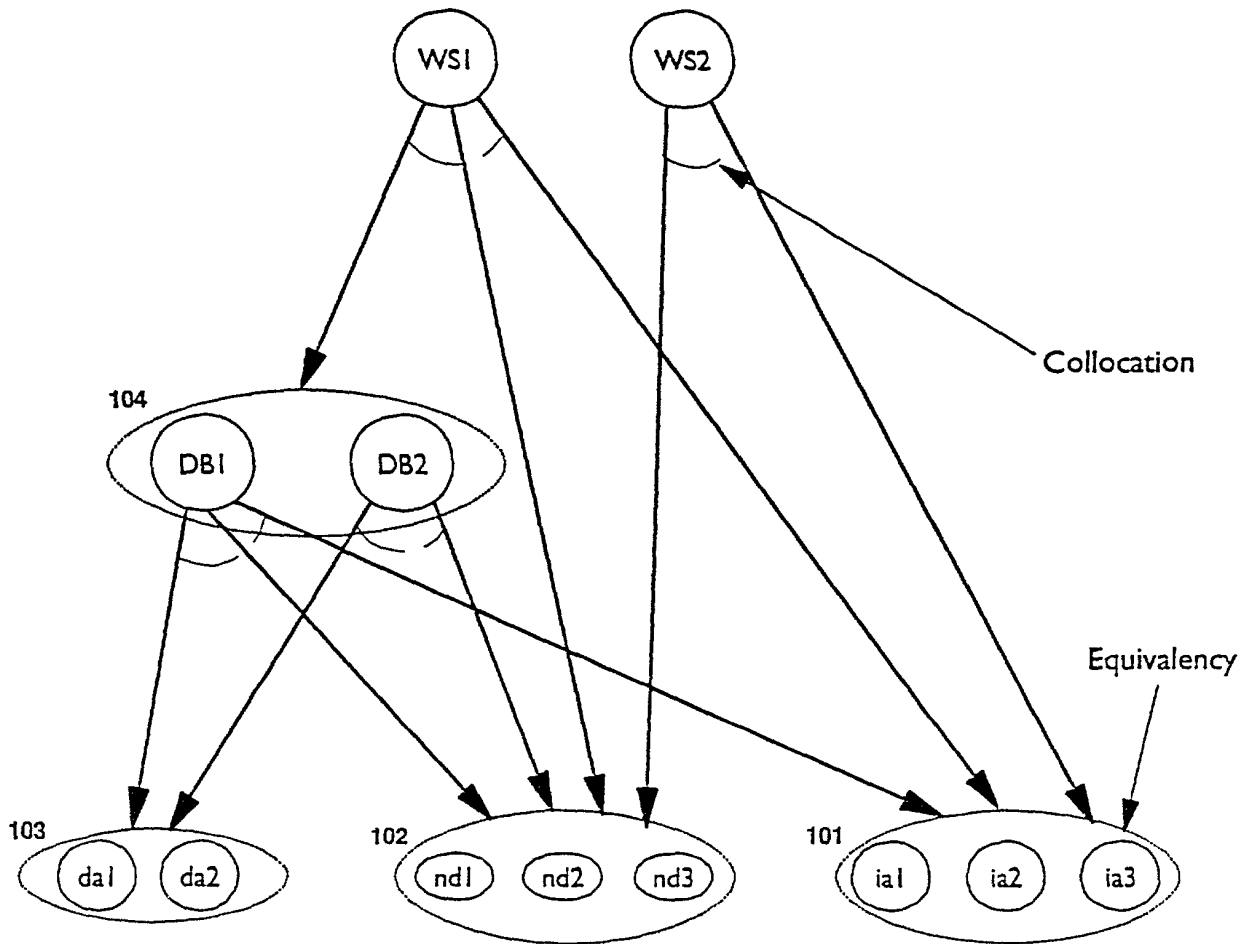 WS1
WS2
Collocation
104
DB1
DB2
Equivalency
103
102
101
da1
da2
nd1
nd2
nd3
ia1
ia2
ia3